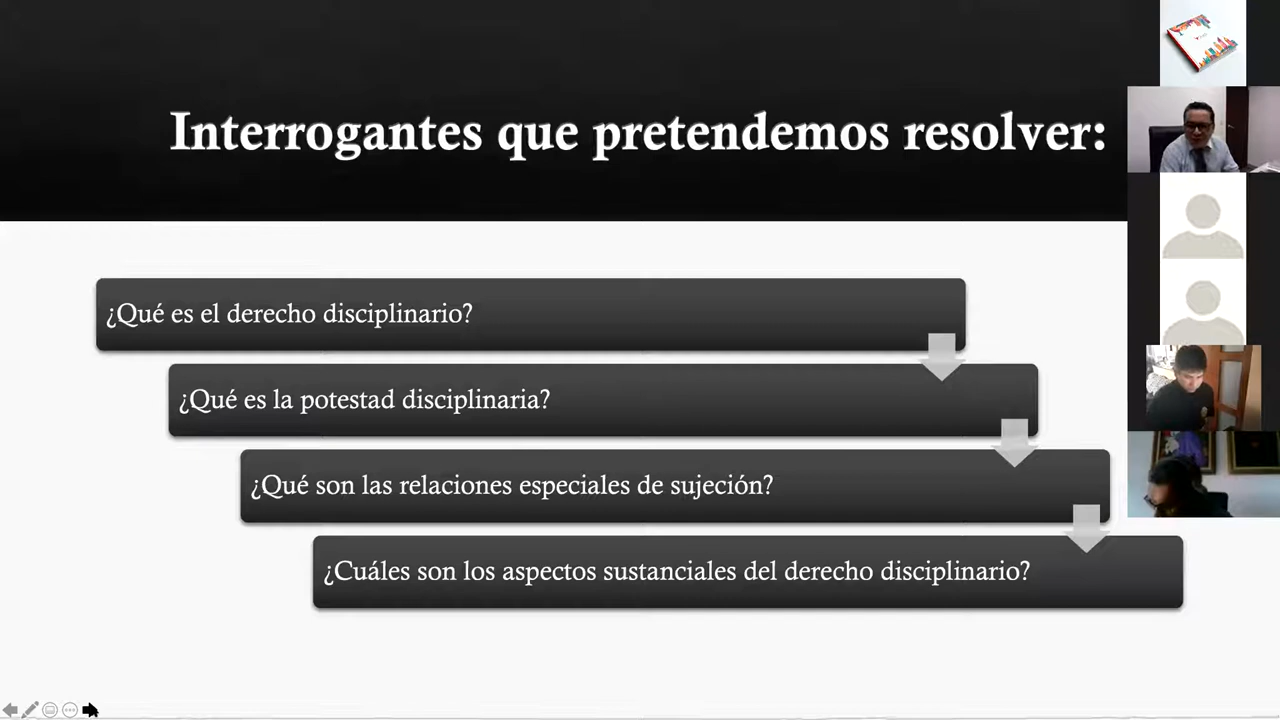 Interrogantes que pretendemos resolver:
¿Qué es el derecho disciplinario?
¿Qué es la potestad disciplinaria?
¿Qué son las relaciones especiales de sujeción?
¿Cuáles son los aspectos sustanciales del derecho disciplinario?